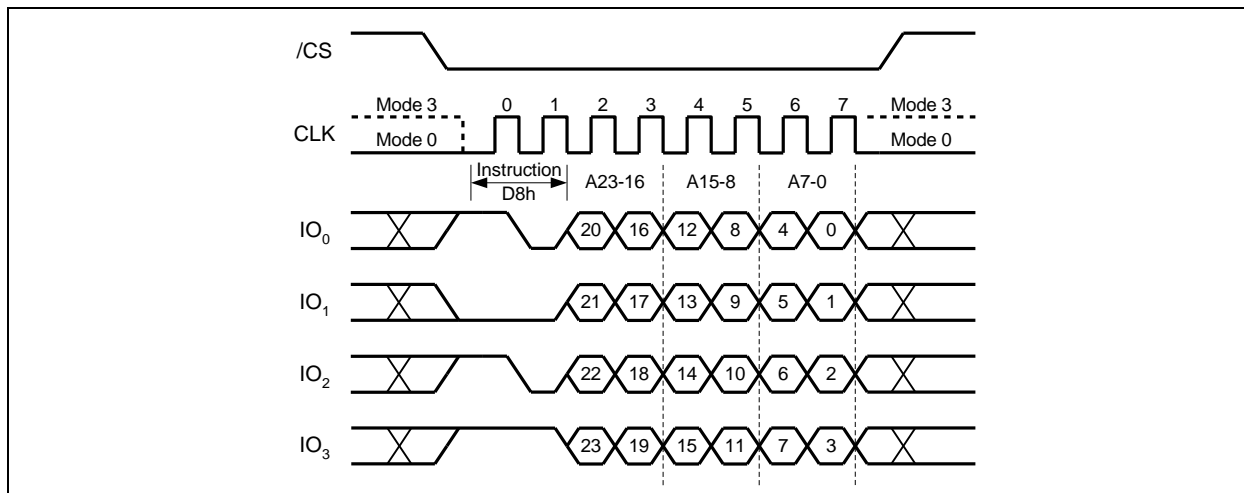 /CS
Mode 3 0 1 2 3 4 5 6 7 Mode 3
CLK
Mode 0 Mode 0
Instruction
D8h
A23-16 A15-8 A7-0
IO0 20 16 12 8 4 0
IO1 21 17 13 9 5 1
IO2 22 18 14 10 6 2
IO3 23 19 15 11 7 3